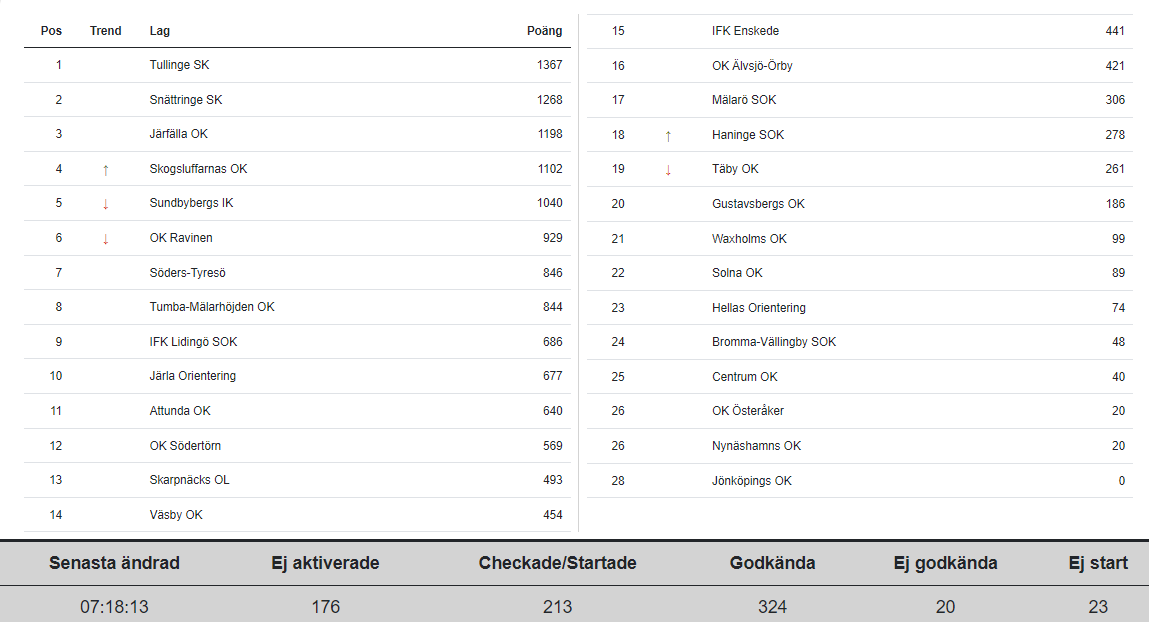 Pos Trend Lag Poäng
1 Tullinge SK 1367
2 Snättringe SK 1268
3 Järfälla OK 1198
4 ↑ Skogsluffarnas OK 1102
5 ↓ Sundbybergs IK 1040
6 ↓ OK Ravinen 929
7 Söders-Tyresö 846
8 Tumba-Mälarhöjden OK 844
9 IFK Lidingö SOK 686
10 Järla Orientering 677
11 Attunda OK 640
12 OK Södertörn 569
13 Skarpnäcks OL 493
14 Väsby OK 454
15 IFK Enskede 441
16 OK Älvsjö-Örby 421
17 Mälarö SOK 306
18 ↑ Haninge SOK 278
19 ↓ Täby OK 261
20 Gustavsbergs OK 186
21 Waxholms OK 99
22 Solna OK 89
23 Hellas Orientering 74
24 Bromma-Vällingby SOK 48
25 Centrum OK 40
26 OK Österåker 20
26 Nynäshamns OK 20
28 Jönköpings OK 0
Senasta ändrad Ej aktiverade Checkade/Startade Godkända Ej godkända Ej start
07:18:13 176 213 324 20 23